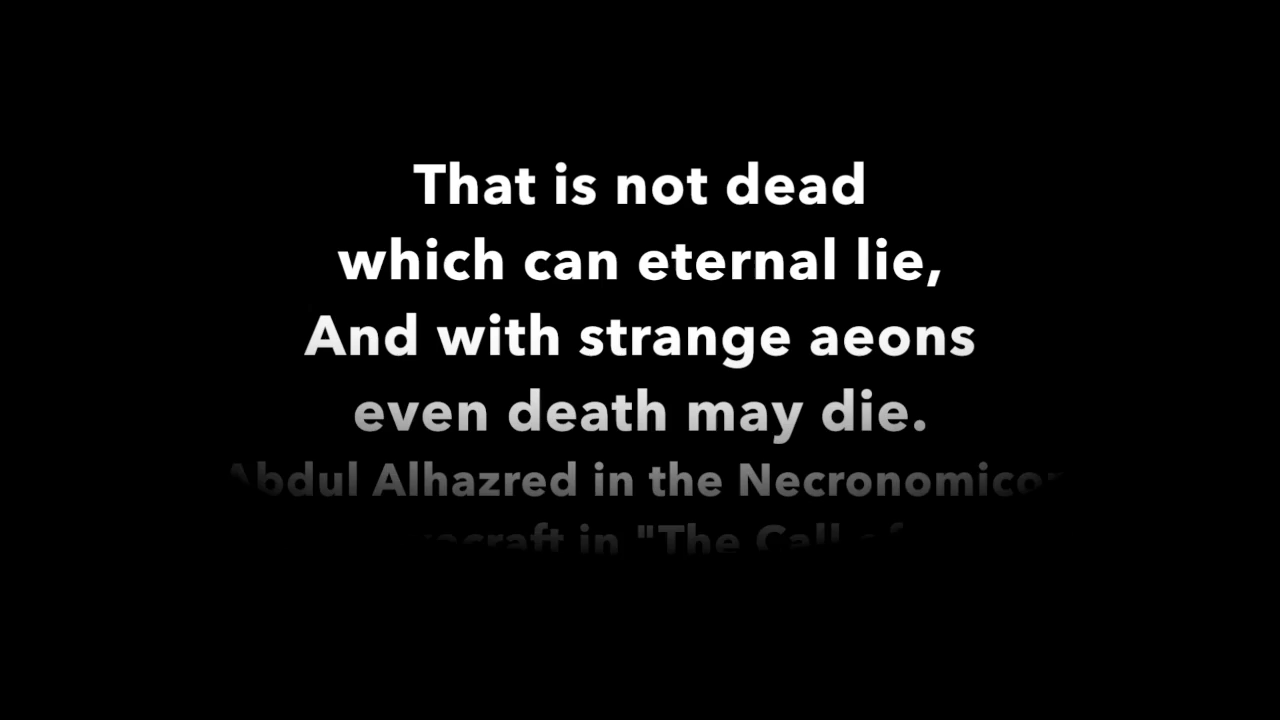 That is not dead
which can eternal lie,
And with strange aeons
even death may die.
Abdul Alhazred in the Necronomicon
in "The Call of